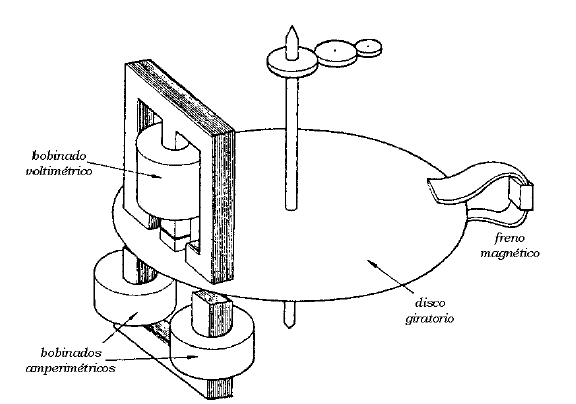 bobinado
voltimétrico
freno
magnético
disco
giratorio
bobinados
amperimétricos